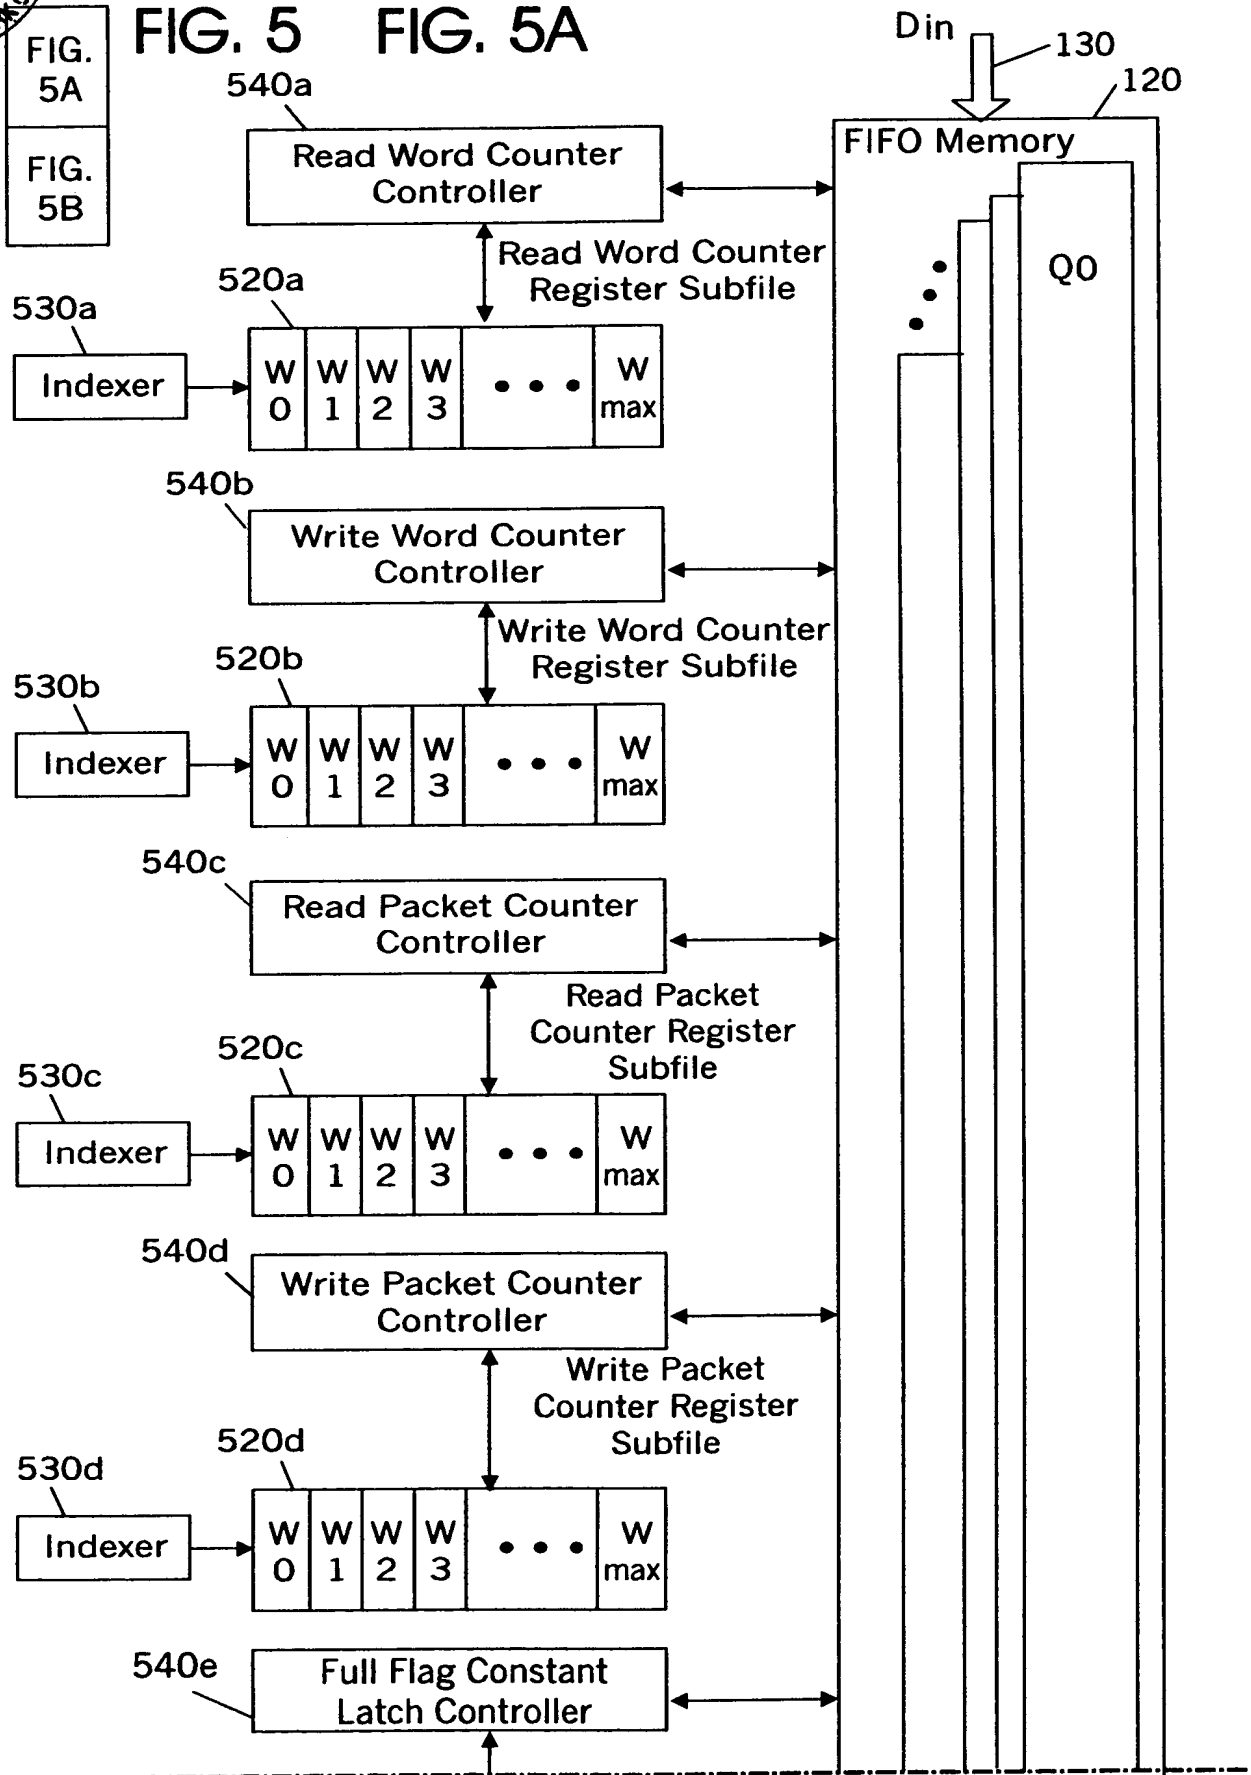 FIG. 5 FIG. 5A
FIG.
5A
FIG.
5B
Din
130
120
540a
Read Word Counter
Controller
FIFO Memory
Q0
Read Word Counter
Register Subfile
520a
530a
Indexer
W 0
W 1
W 2
W 3
W max
540b
Write Word Counter
Controller
Write Word Counter
Register Subfile
520b
530b
Indexer
W 0
W 1
W 2
W 3
W max
540c
Read Packet Counter
Controller
Read Packet
Counter Register
Subfile
520c
530c
Indexer
W 0
W 1
W 2
W 3
W max
540d
Write Packet Counter
Controller
Write Packet
Counter Register
Subfile
520d
530d
Indexer
W 0
W 1
W 2
W 3
W max
540e
Full Flag Constant
Latch Controller